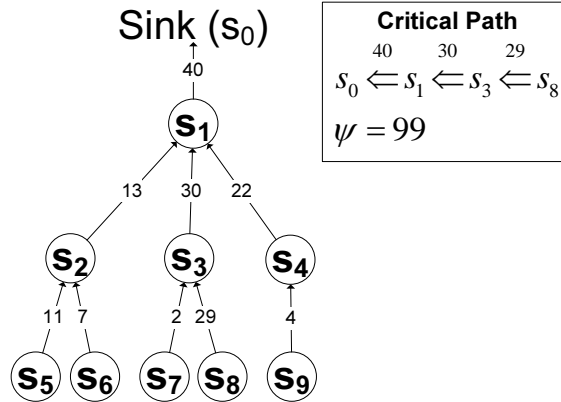 Sink (s0)
40
s1
13 30 22
s2 s3 s4
11 7 2 29 4
s5 s6 s7 s8 s9
Critical Path
40 30 29
s0 ⇐ s1 ⇐ s3 ⇐ s8
ψ = 99